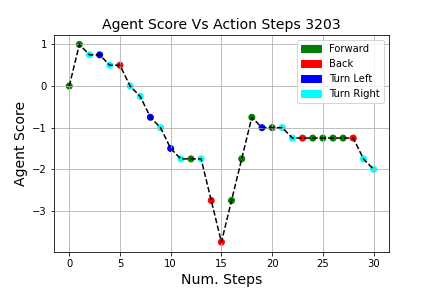 Agent Score Vs Action Steps 3203
1
0
−1
−2
−3
Agent Score
Forward
Back
Turn Left
Turn Right
0 5 10 15 20 25 30
Num. Steps